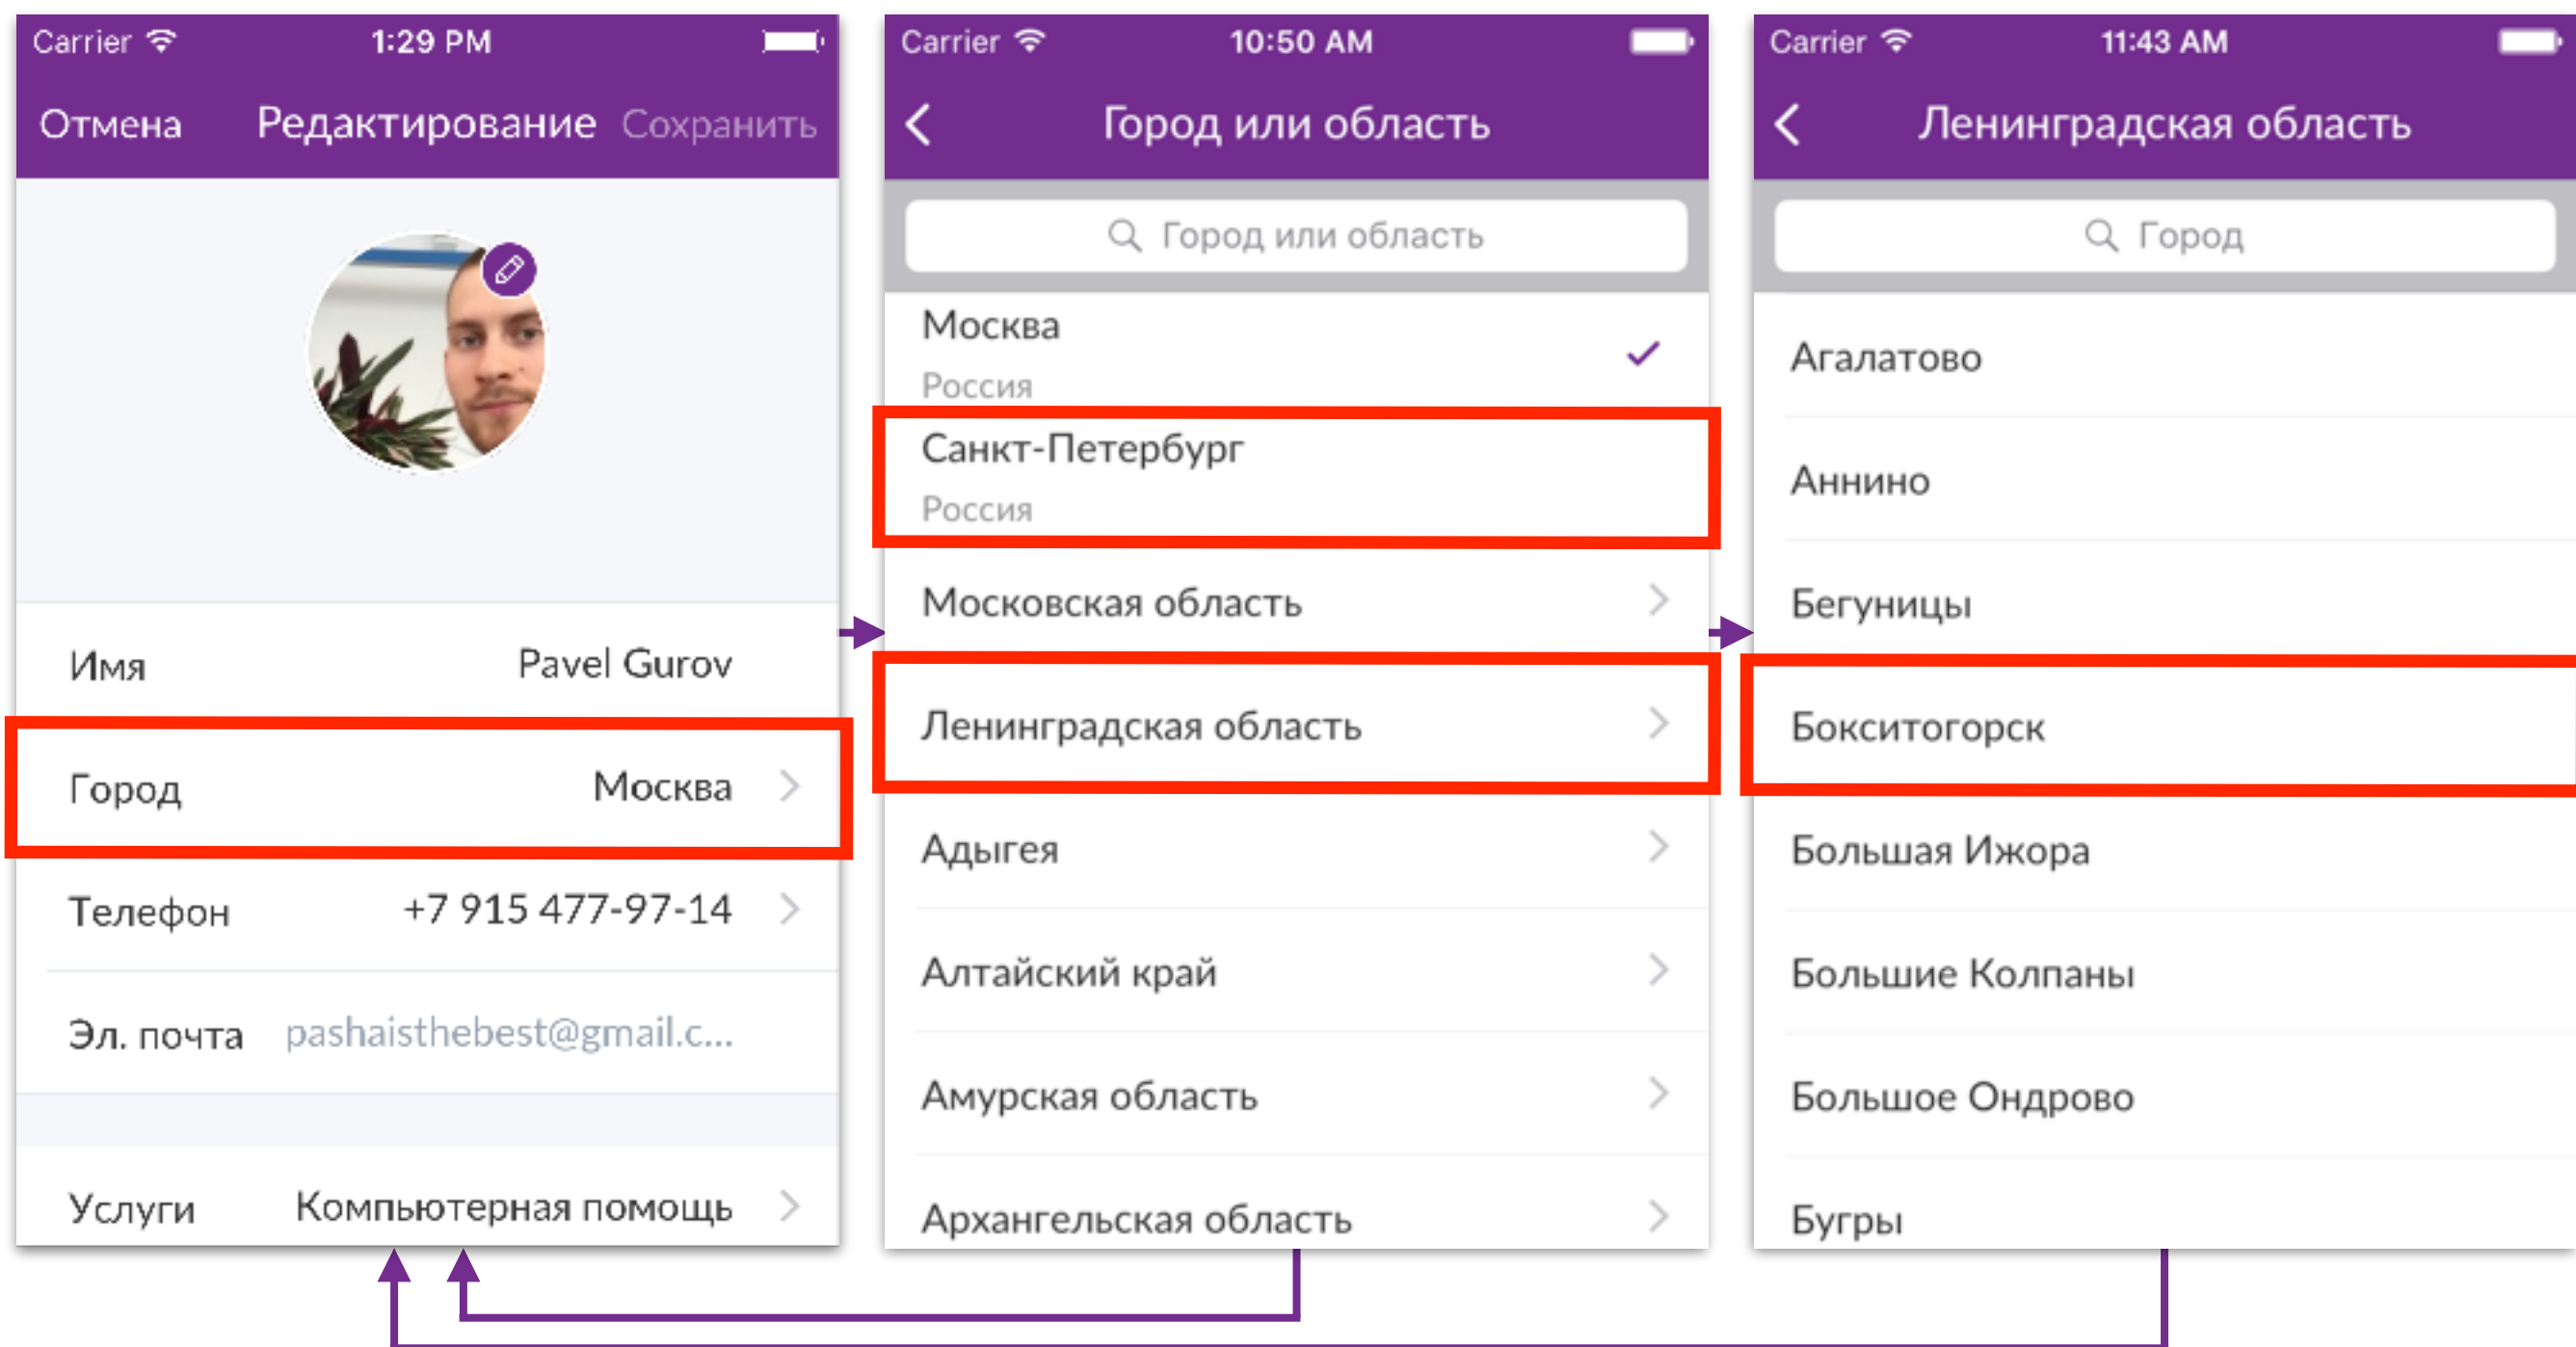 Carrier 1:29 PM
Отмена Редактирование Сохранить
Имя Pavel Gurov
Город Москва
Телефон +7 915 477-97-14
Эл. почта pashaisthebest@gmail.c...
Услуги Компьютерная помощь
Carrier 10:50 AM
Город или область
Город или область
Москва
Россия
Санкт-Петербург
Россия
Московская область
Ленинградская область
Адыгея
Алтайский край
Амурская область
Архангельская область
Carrier 11:43 AM
Ленинградская область
Город
Агалатово
Аннино
Бегуницы
Бокситогорск
Большая Ижора
Большие Колпаны
Большое Ондрово
Бугры